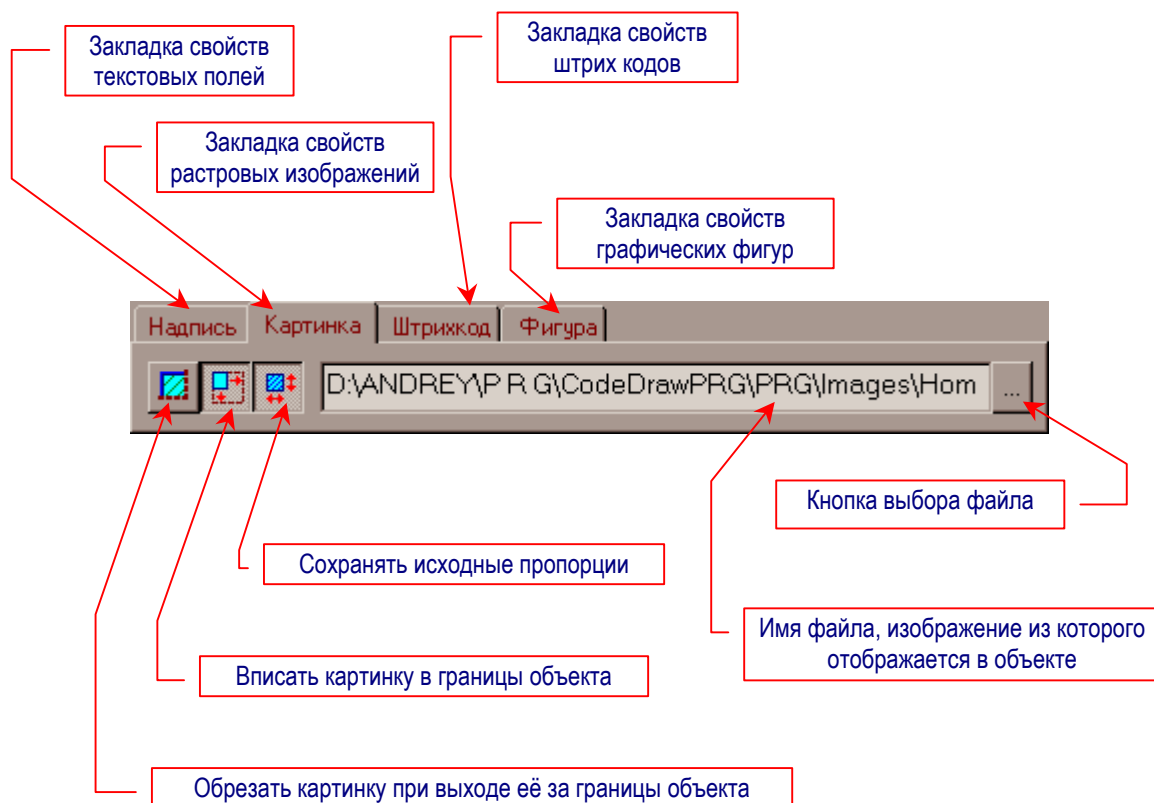 Закладка свойств
текстовых полей
Закладка свойств
штрих кодов
Закладка свойств
растровых изображений
Закладка свойств
графических фигур
Надпись Картинка Штрихкод Фигура
D:\ANDREY\P R G\CodeDrawPRG\PRG\Images\Hom ...
Кнопка выбора файла
Сохранять исходные пропорции
Имя файла, изображение из которого
отображается в объекте
Вписать картинку в границы объекта
Обрезать картинку при выходе её за границы объекта